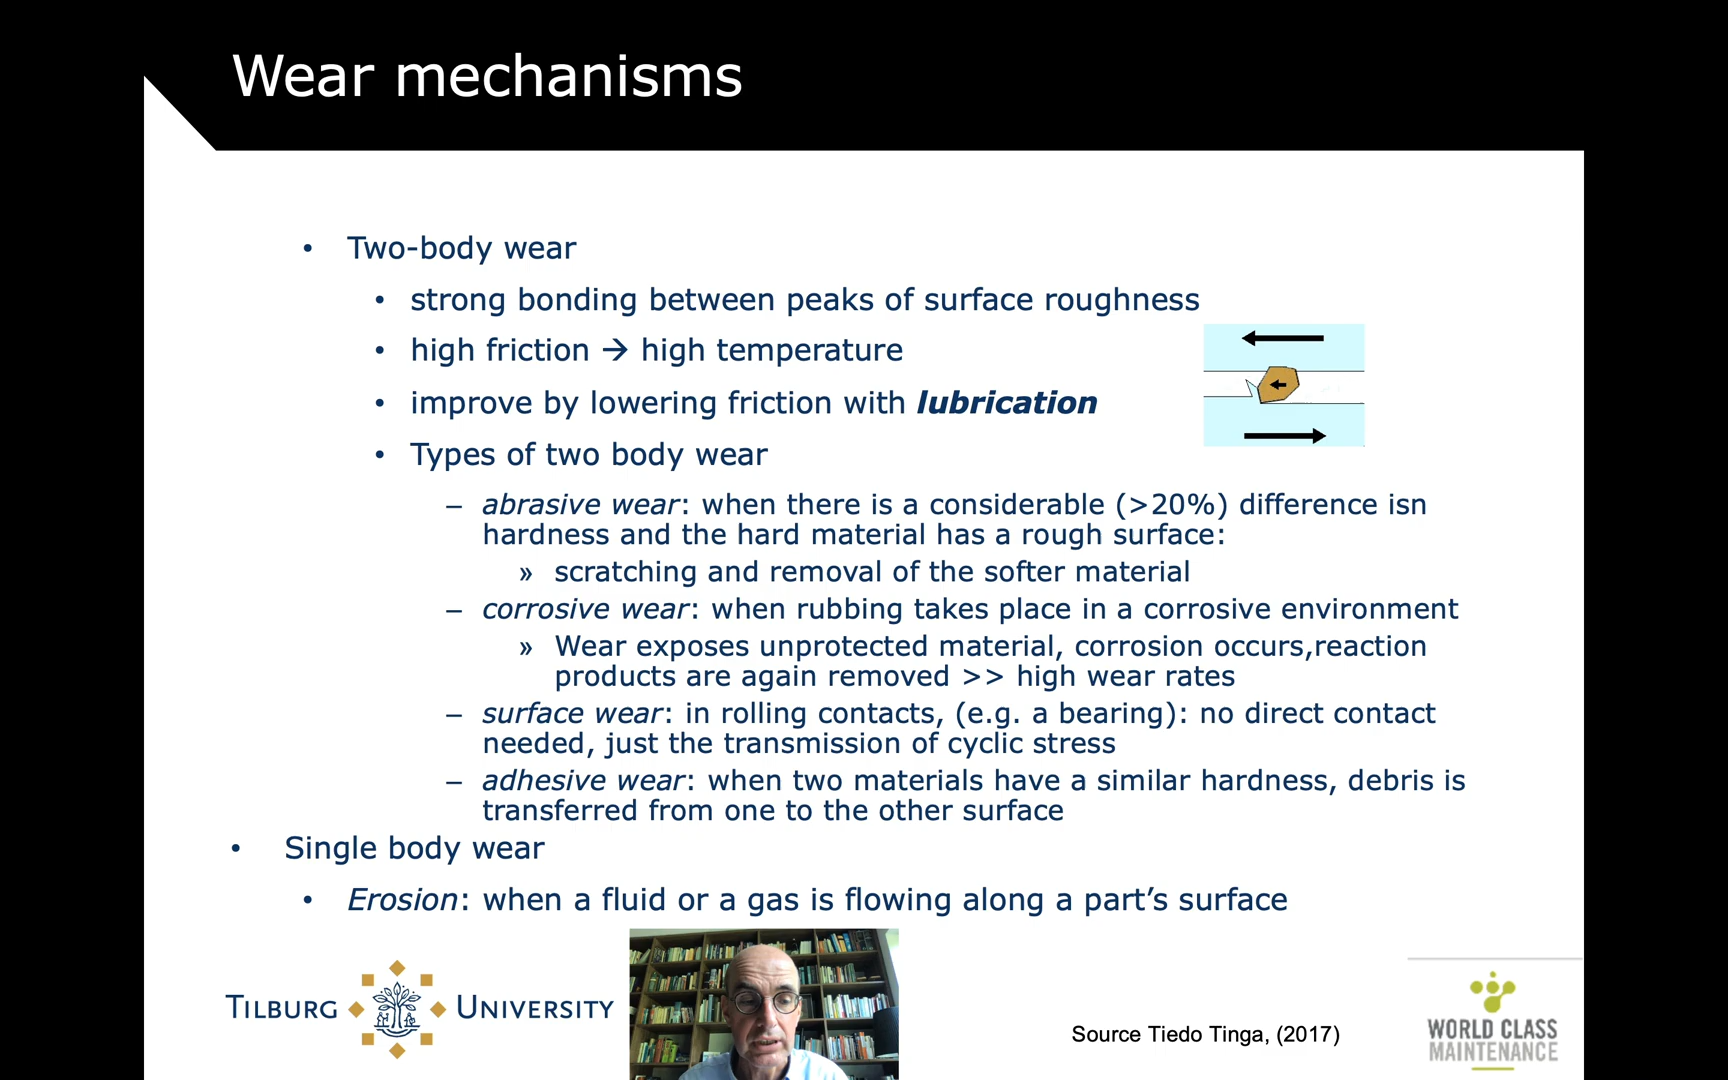 Wear mechanisms
• Two-body wear
• strong bonding between peaks of surface roughness
• high friction → high temperature
• improve by lowering friction with lubrication
• Types of two body wear
– abrasive wear: when there is a considerable (>20%) difference isn
hardness and the hard material has a rough surface:
» scratching and removal of the softer material
– corrosive wear: when rubbing takes place in a corrosive environment
» Wear exposes unprotected material, corrosion occurs,reaction
products are again removed >> high wear rates
– surface wear: in rolling contacts, (e.g. a bearing): no direct contact
needed, just the transmission of cyclic stress
– adhesive wear: when two materials have a similar hardness, debris is
transferred from one to the other surface
• Single body wear
• Erosion: when a fluid or a gas is flowing along a part’s surface
TILBURG UNIVERSITY
Source Tiedo Tinga, (2017)
WORLD CLASS
MAINTENANCE